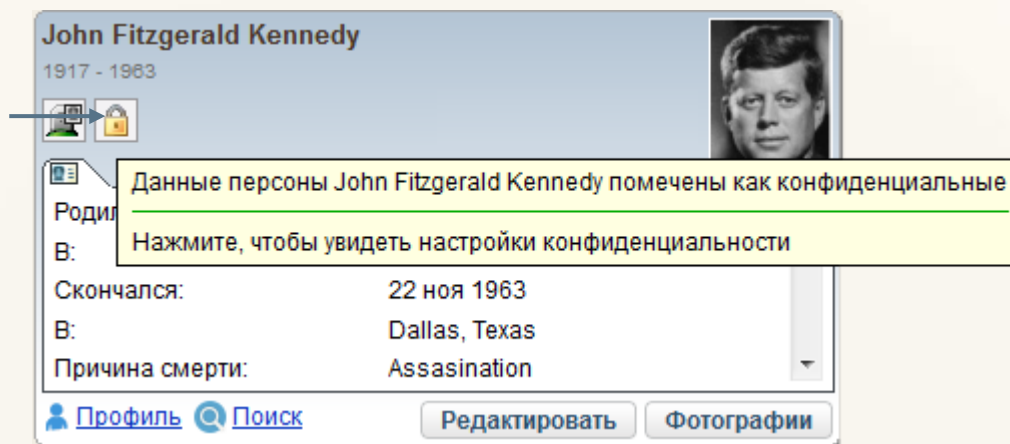 John Fitzgerald Kennedy
1917 - 1963
Данные персоны John Fitzgerald Kennedy помечены как конфиденциальные
Нажмите, чтобы увидеть настройки конфиденциальности
В:
Скончался: 22 ноя 1963
В: Dallas, Texas
Причина смерти: Assasination
Профиль Поиск Редактировать Фотографии